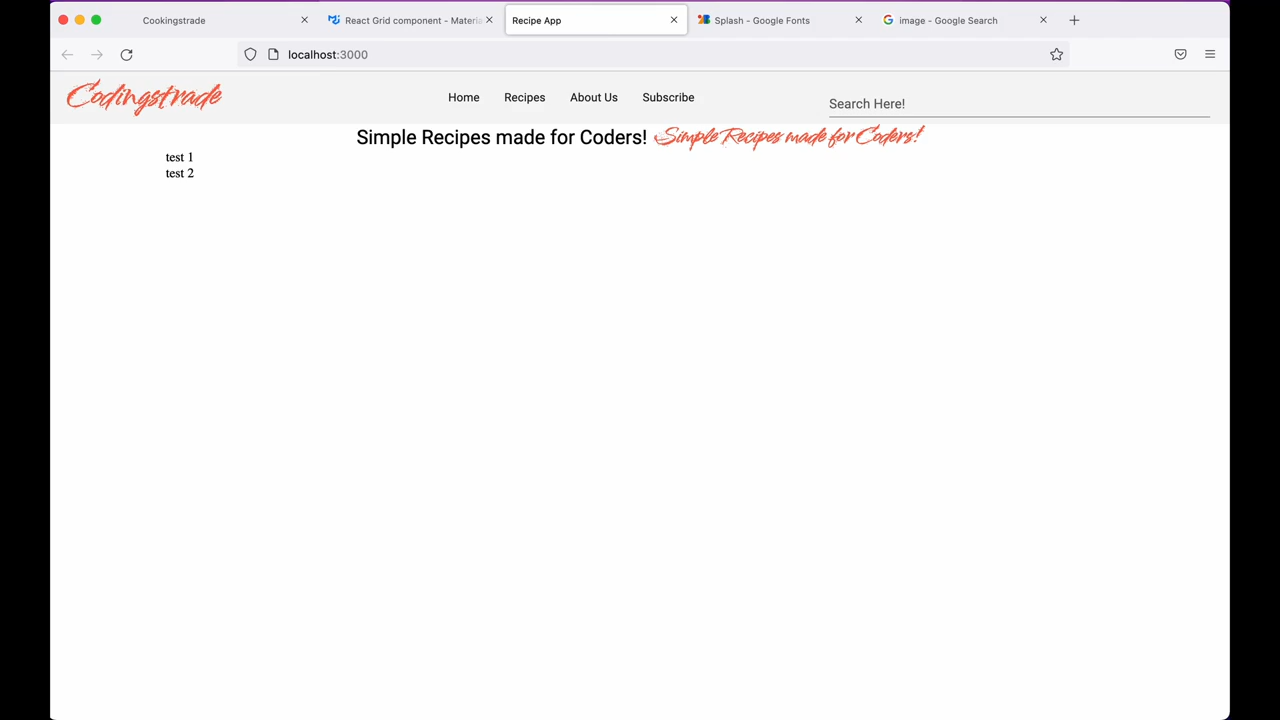 Cookingstrade
React Grid component - Materia
Recipe App
Splash - Google Fonts
image - Google Search
localhost:3000
Codingstrade
Home
Recipes
About Us
Subscribe
Search Here!
Simple Recipes made for Coders! Simple Recipes made for Coders!
test 1
test 2